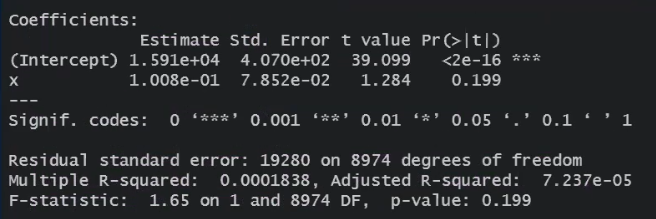 Coefficients:
Estimate Std. Error t value Pr(>|t|)
(Intercept) 1.591e+04 4.070e+02 39.099 <2e-16 ***
x 1.008e-01 7.852e-02 1.284 0.199
---
Signif. codes: 0 ‘***’ 0.001 ‘**’ 0.01 ‘*’ 0.05 ‘.’ 0.1 ‘ ’ 1
Residual standard error: 19280 on 8974 degrees of freedom
Multiple R-squared: 0.0001838, Adjusted R-squared: 7.237e-05
F-statistic: 1.65 on 1 and 8974 DF, p-value: 0.199